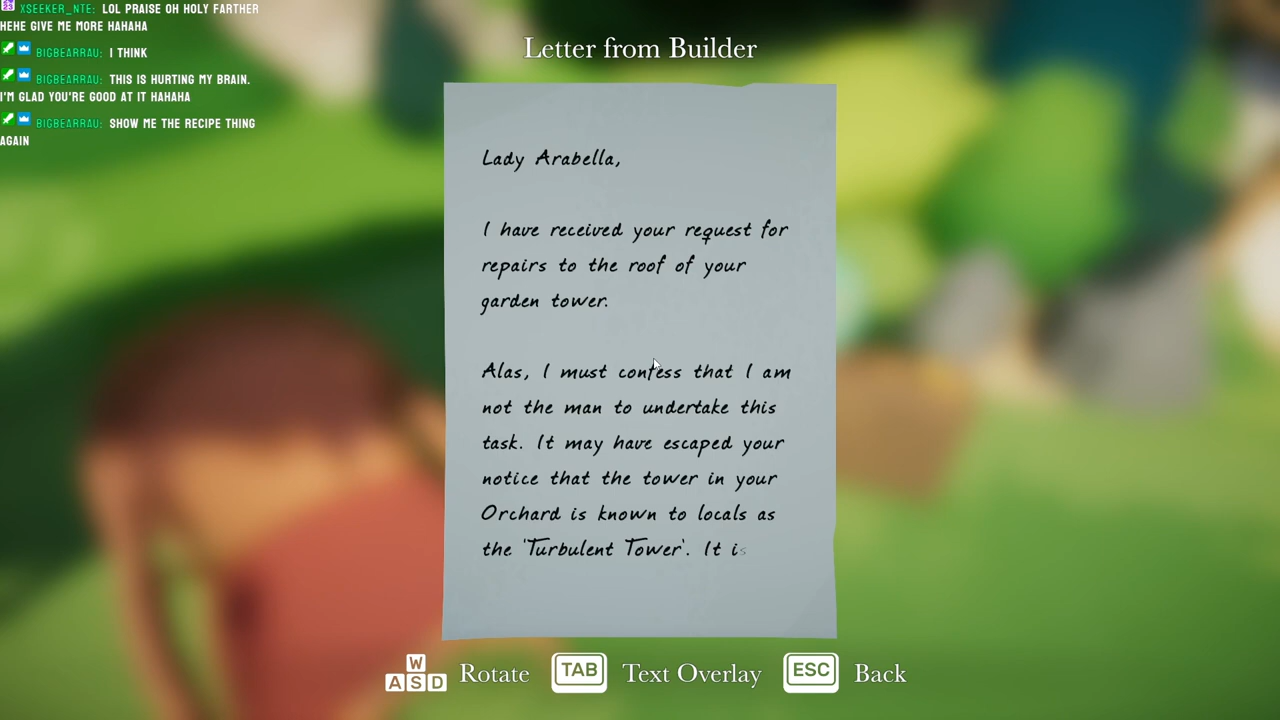 XSEEKER_NTE: LOL PRAISE OH HOLY FARTHER
HEHE GIVE ME MORE HAHAHA
BIGBEARRAU: I THINK
BIGBEARRAU: THIS IS HURTING MY BRAIN.
I'M GLAD YOU'RE GOOD AT IT HAHAHA
BIGBEARRAU: SHOW ME THE RECIPE THING
AGAIN
Letter from Builder
Lady Arabella,
I have received your request for
repairs to the roof of your
garden tower.
Alas, I must confess that I am
not the man to undertake this
task. It may have escaped your
notice that the tower in your
Orchard is known to locals as
the 'Turbulent Tower'. It is
W
A S D Rotate TAB Text Overlay ESC Back